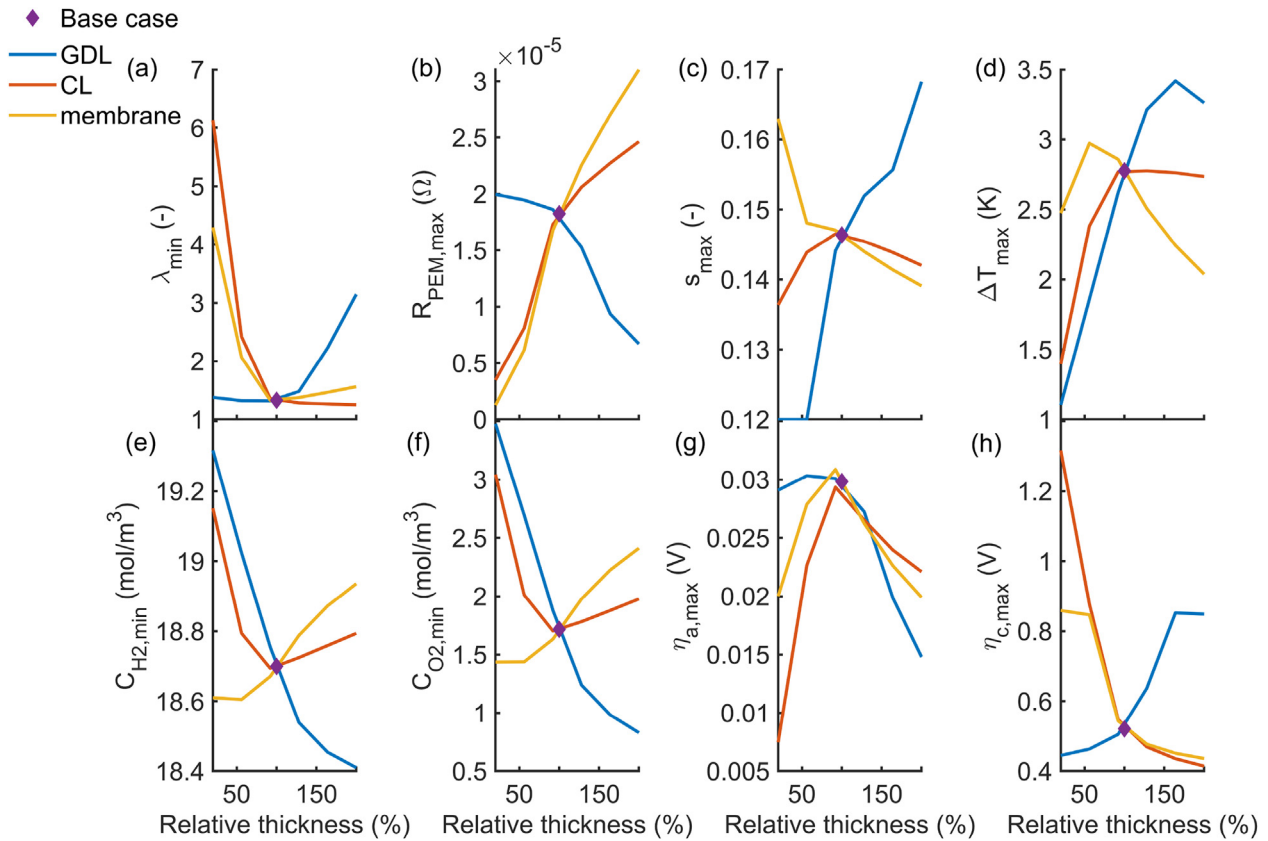 Base case
GDL
CL
membrane
(a)
7
6
5
4
3
2
1
λmin (-)
(b)
×10-5
3
2.5
2
1.5
1
0.5
0
RPEM,max (Ω)
(c)
0.17
0.16
0.15
0.14
0.13
0.12
smax (-)
(d)
3.5
3
2.5
2
1.5
1
ΔTmax (K)
(e)
19.2
19
18.8
18.6
18.4
CH2,min (mol/m3)
50
150
Relative thickness (%)
(f)
3
2.5
2
1.5
1
0.5
CO2,min (mol/m3)
50
150
Relative thickness (%)
(g)
0.03
0.025
0.02
0.015
0.01
0.005
ηa,max (V)
50
150
Relative thickness (%)
(h)
1.2
1
0.8
0.6
0.4
ηc,max (V)
50
150
Relative thickness (%)